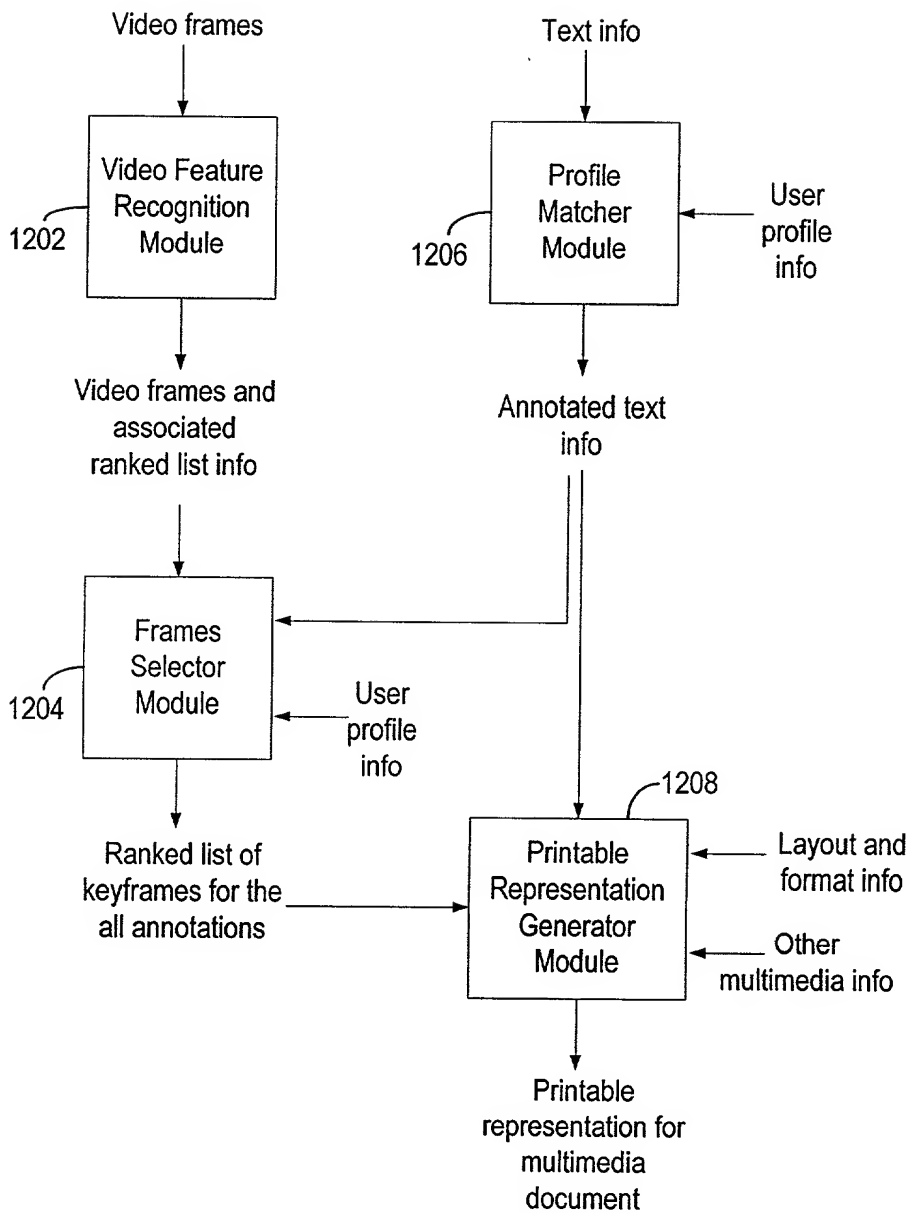 Video frames
Text info
Video Feature
Recognition
Module
1202
Profile
Matcher
Module
1206
User
profile
info
Video frames and
associated
ranked list info
Annotated text
info
Frames
Selector
Module
1204
User
profile
info
1208
Ranked list of
keyframes for the
all annotations
Printable
Representation
Generator
Module
Layout and
format info
Other
multimedia info
Printable
representation for
multimedia
document